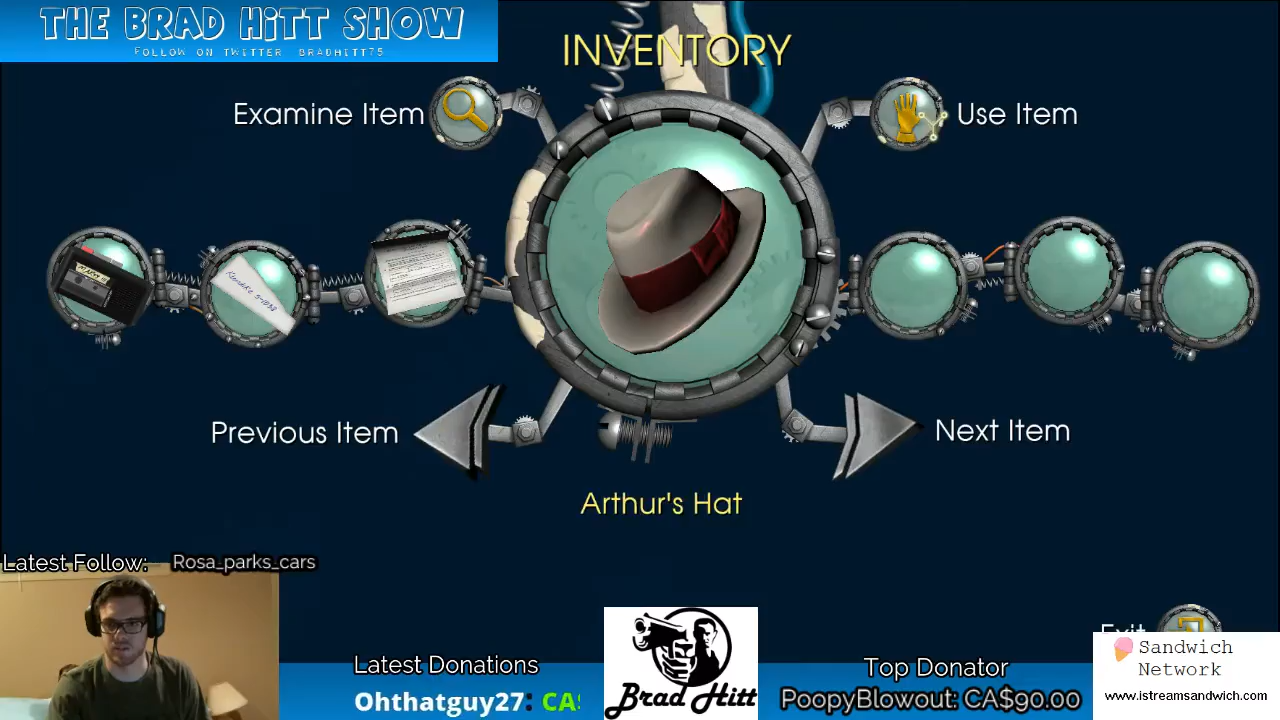 THE BRAD HITT SHOW
FOLLOW ON TWITTER BRADHITT75
INVENTORY
Examine Item
Use Item
Previous Item
Next Item
Arthur's Hat
Latest Follow:
Rosa_parks_cars
Exit
Latest Donations
Ohthatguy27: CA$
Brad Hitt
Top Donator
PoopyBlowout: CA$90.00
Sandwich
Network
www.istreamsandwich.com